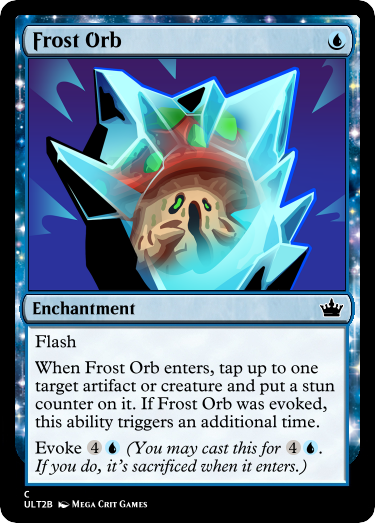 Frost Orb
Enchantment
Flash
When Frost Orb enters, tap up to one
target artifact or creature and put a stun
counter on it. If Frost Orb was evoked,
this ability triggers an additional time.
Evoke 4 (You may cast this for 4 .
If you do, it's sacrificed when it enters.)
C
ULT2B Mega Crit Games